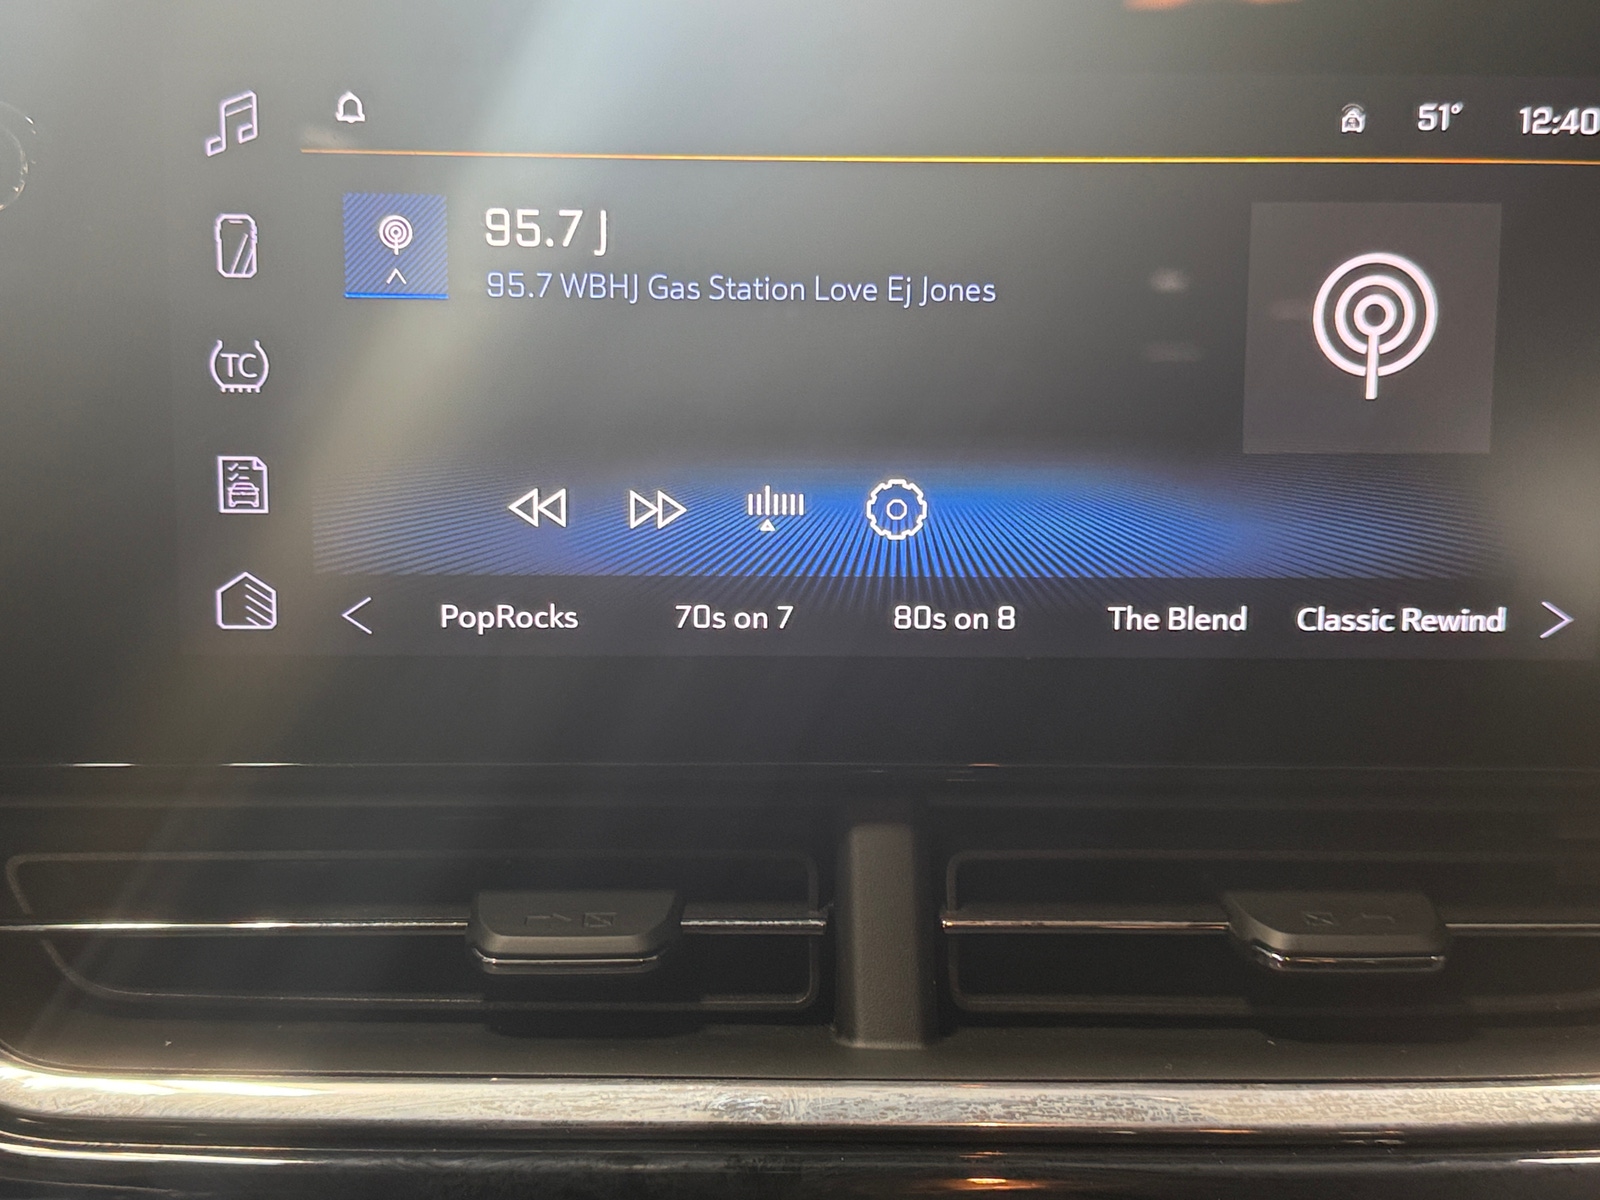 51° 12:40
95.7 J
95.7 WBHJ Gas Station Love Ej Jones
TC
PopRocks 70s on 7 80s on 8 The Blend Classic Rewind